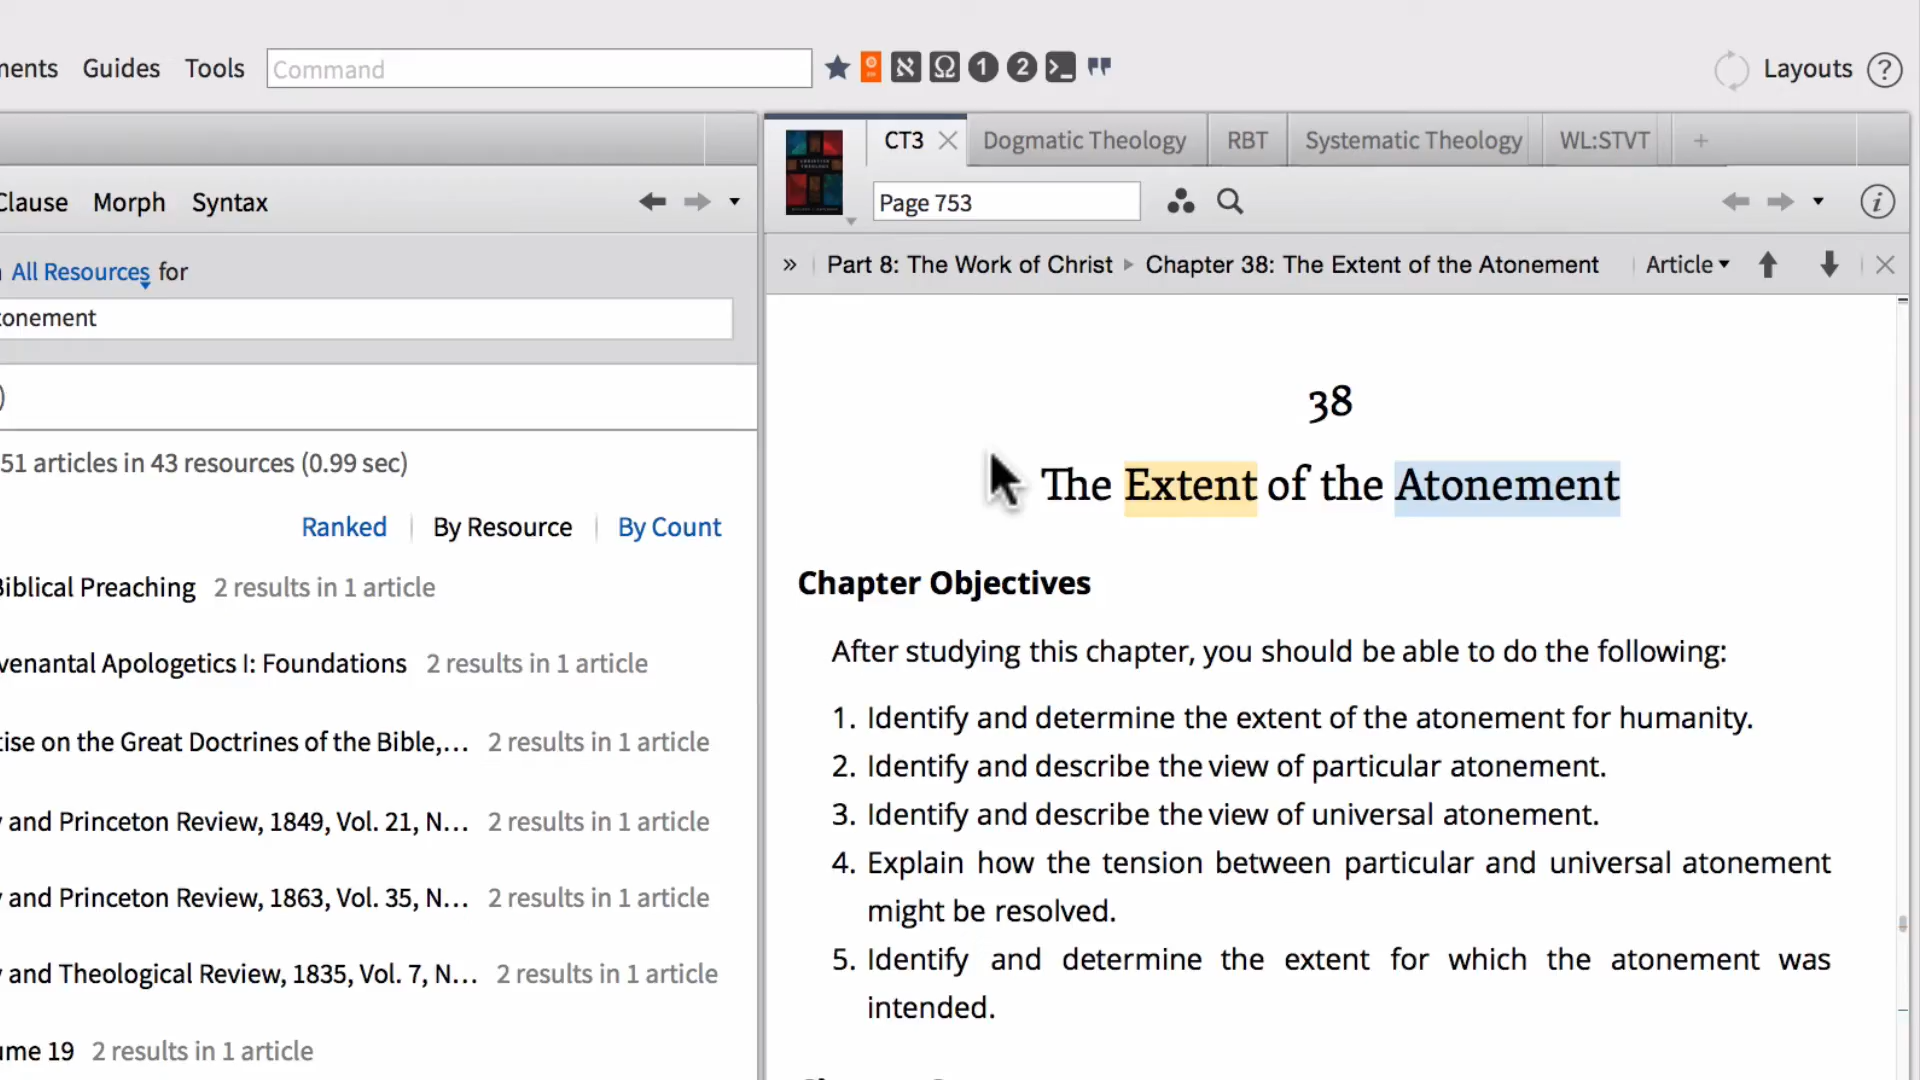 ments Guides Tools Command Layouts ?
CT3 Dogmatic Theology RBT Systematic Theology WL:STVT +
Clause Morph Syntax
Page 753
All Resources for
onement
Part 8: The Work of Christ Chapter 38: The Extent of the Atonement Article
51 articles in 43 resources (0.99 sec)
Ranked By Resource By Count
Biblical Preaching 2 results in 1 article
venantal Apologetics I: Foundations 2 results in 1 article
tise on the Great Doctrines of the Bible,... 2 results in 1 article
y and Princeton Review, 1849, Vol. 21, N... 2 results in 1 article
y and Princeton Review, 1863, Vol. 35, N... 2 results in 1 article
y and Theological Review, 1835, Vol. 7, N... 2 results in 1 article
ume 19 2 results in 1 article
38
The Extent of the Atonement
Chapter Objectives
After studying this chapter, you should be able to do the following:
1. Identify and determine the extent of the atonement for humanity.
2. Identify and describe the view of particular atonement.
3. Identify and describe the view of universal atonement.
4. Explain how the tension between particular and universal atonement
might be resolved.
5. Identify and determine the extent for which the atonement was
intended.